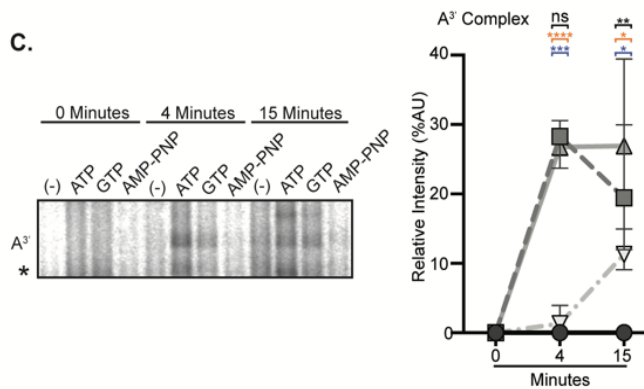 C.
0 Minutes 4 Minutes 15 Minutes
(-) ATP GTP AMP-PNP (-) ATP GTP AMP-PNP (-) ATP GTP AMP-PNP
A3'
*
A3' Complex ns **
**** *
*** *
Relative Intensity (%AU)
40
30
20
10
0
0 4 15
Minutes